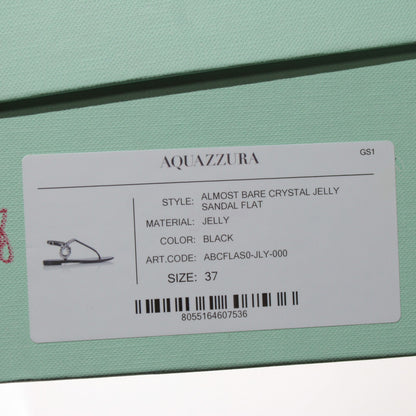 AQUAZZURA
GS1
STYLE: ALMOST BARE CRYSTAL JELLY
SANDAL FLAT
MATERIAL: JELLY
COLOR: BLACK
ART.CODE: ABCFLAS0-JLY-000
SIZE: 37
8055164607536